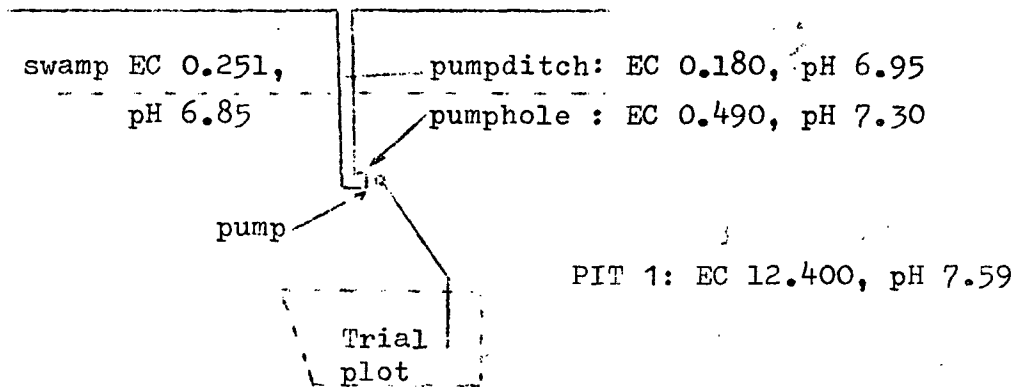 swamp EC 0.251, pumpditch: EC 0.180, pH 6.95
pH 6.85 pumphole : EC 0.490, pH 7.30
pump
PIT 1: EC 12.400, pH 7.59
Trial
plot